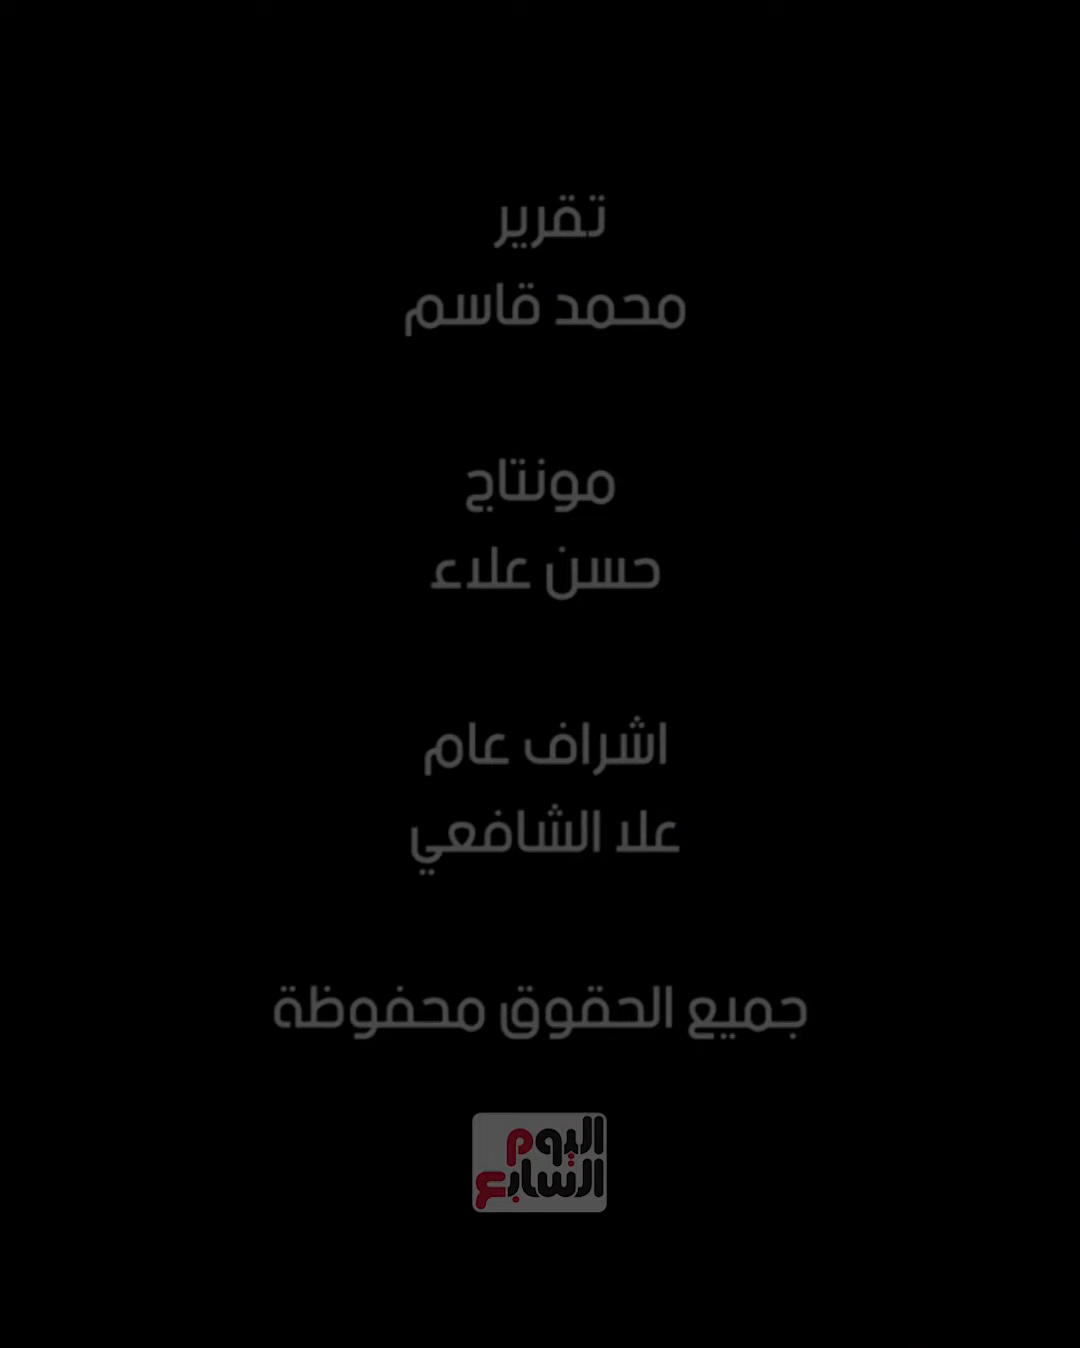 تقرير
محمد قاسم
مونتاج
حسن علاء
اشراف عام
علا الشافعي
جميع الحقوق محفوظة
اليوم
السابع